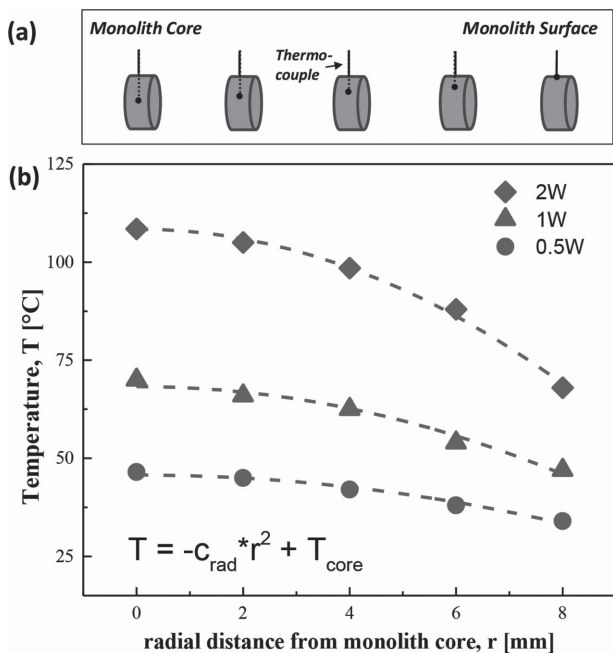 (a)
Monolith Core
Monolith Surface
Thermo-
couple
(b)
125
100
75
50
25
2W
1W
0.5W
Temperature, T [°C]
T = -c_rad*r² + T_core
0 2 4 6 8
radial distance from monolith core, r [mm]